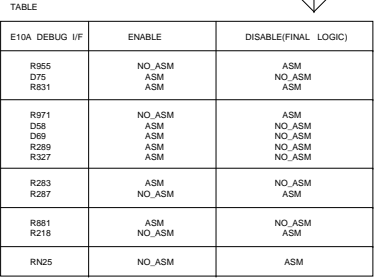 TABLE
E10A DEBUG I/F ENABLE DISABLE(FINAL LOGIC)
R955 NO_ASM ASM
D75 ASM NO_ASM
R831 ASM ASM
R971 NO_ASM ASM
D58 ASM NO_ASM
D69 ASM NO_ASM
R289 ASM NO_ASM
R327 ASM NO_ASM
R283 ASM NO_ASM
R287 NO_ASM ASM
R881 ASM NO_ASM
R218 NO_ASM ASM
RN25 NO_ASM ASM